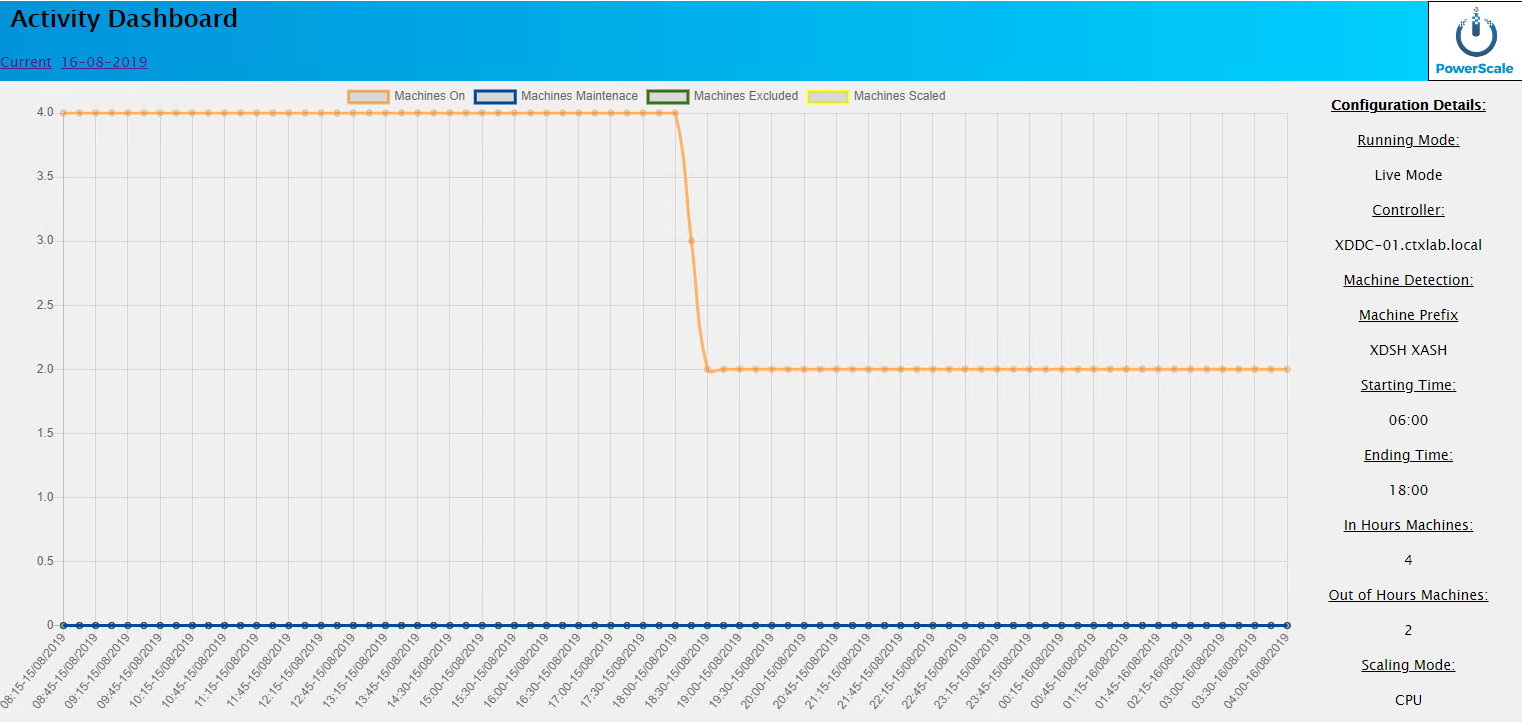 Activity Dashboard
Current 16-08-2019
PowerScale
Machines On Machines Maintenace Machines Excluded Machines Scaled
4.0
3.5
3.0
2.5
2.0
1.5
1.0
0.5
0
08:15-15/08/2019
08:45-15/08/2019
09:15-15/08/2019
09:45-15/08/2019
10:15-15/08/2019
10:45-15/08/2019
11:15-15/08/2019
11:45-15/08/2019
12:15-15/08/2019
12:45-15/08/2019
13:15-15/08/2019
13:45-15/08/2019
14:30-15/08/2019
15:00-15/08/2019
15:30-15/08/2019
16:00-15/08/2019
16:30-15/08/2019
17:00-15/08/2019
17:30-15/08/2019
18:00-15/08/2019
18:30-15/08/2019
19:00-15/08/2019
19:30-15/08/2019
20:00-15/08/2019
20:45-15/08/2019
21:15-15/08/2019
21:45-15/08/2019
22:15-15/08/2019
22:45-15/08/2019
23:15-15/08/2019
23:45-15/08/2019
00:15-16/08/2019
00:45-16/08/2019
01:15-16/08/2019
01:45-16/08/2019
02:15-16/08/2019
03:00-16/08/2019
03:30-16/08/2019
04:00-16/08/2019
Configuration Details:
Running Mode:
Live Mode
Controller:
XDDC-01.ctxlab.local
Machine Detection:
Machine Prefix
XDSH XASH
Starting Time:
06:00
Ending Time:
18:00
In Hours Machines:
4
Out of Hours Machines:
2
Scaling Mode:
CPU